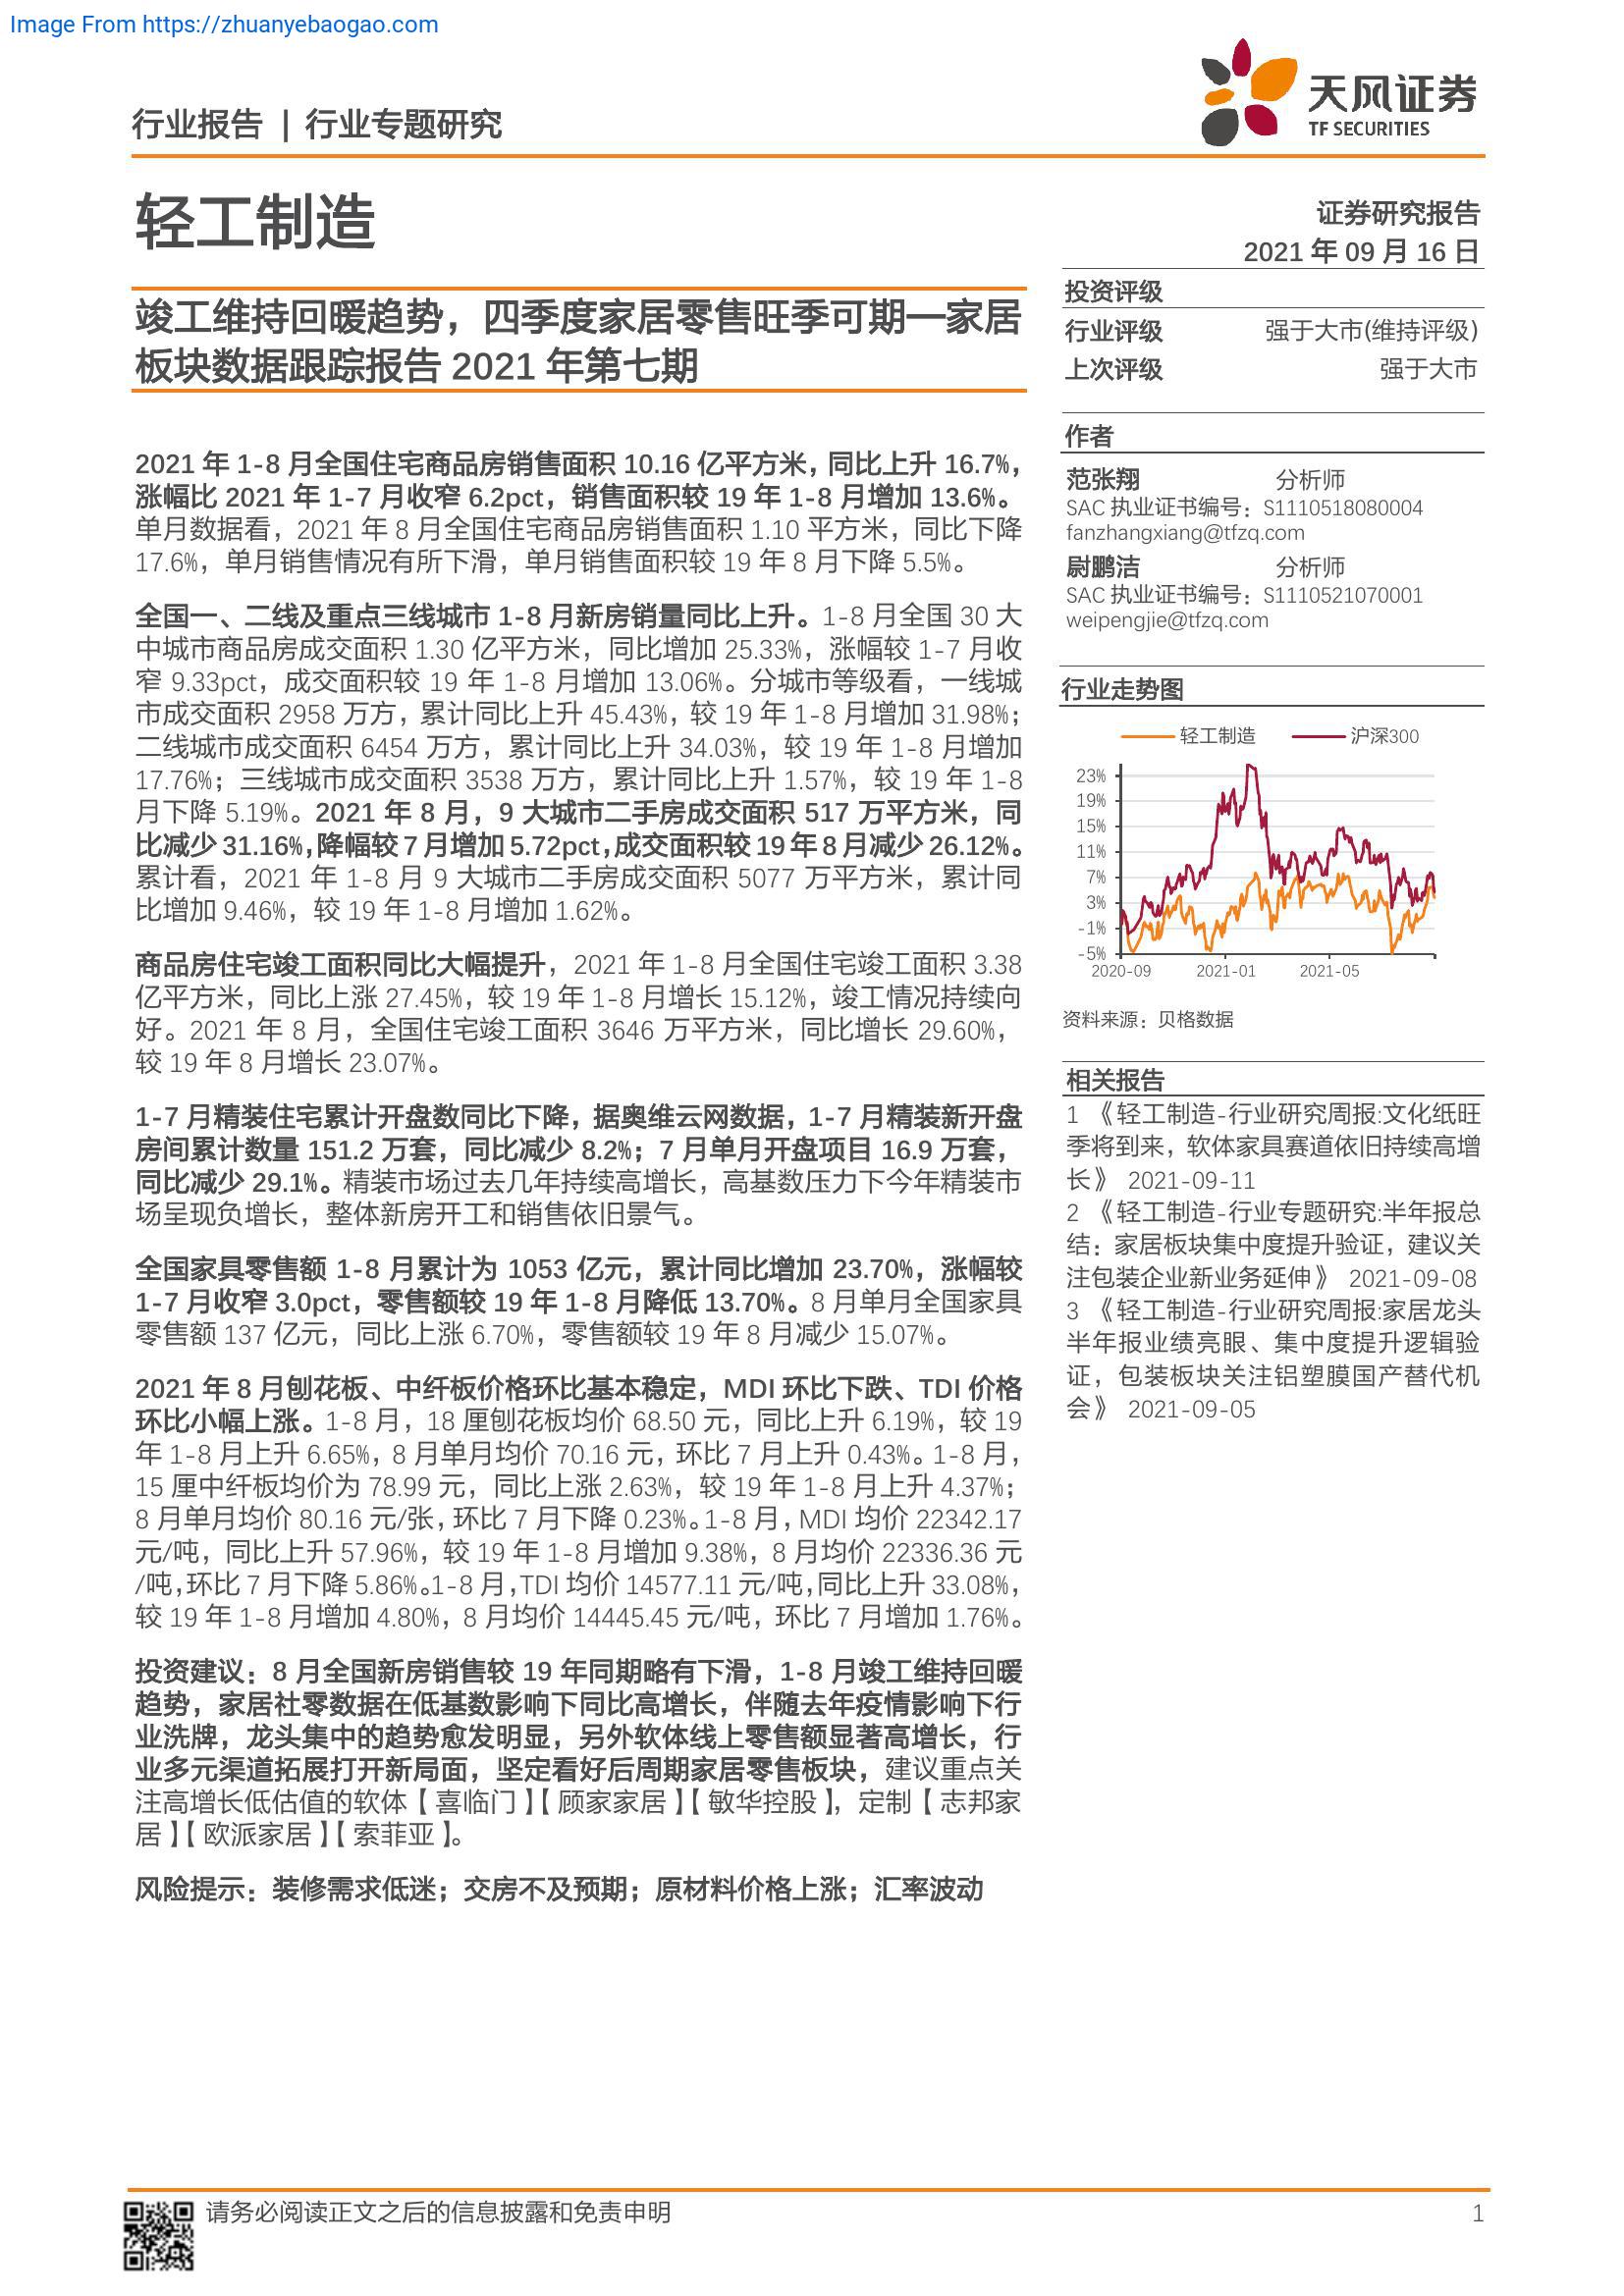 Image From https://zhuanyebaogao.com
行业报告 | 行业专题研究
天风证券
TF SECURITIES
轻工制造
证券研究报告
2021 年 09 月 16 日
竣工维持回暖趋势，四季度家居零售旺季可期—家居
板块数据跟踪报告 2021 年第七期
2021 年 1-8 月全国住宅商品房销售面积 10.16 亿平方米，同比上升 16.7%，
涨幅比 2021 年 1-7 月收窄 6.2pct，销售面积较 19 年 1-8 月增加 13.6%。
单月数据看，2021 年 8 月全国住宅商品房销售面积 1.10 平方米，同比下降
17.6%，单月销售情况有所下滑，单月销售面积较 19 年 8 月下降 5.5%。
全国一、二线及重点三线城市 1-8 月新房销量同比上升。1-8 月全国 30 大
中城市商品房成交面积 1.30 亿平方米，同比增加 25.33%，涨幅较 1-7 月收
窄 9.33pct，成交面积较 19 年 1-8 月增加 13.06%。分城市等级看，一线城
市成交面积 2958 万方，累计同比上升 45.43%，较 19 年 1-8 月增加 31.98%；
二线城市成交面积 6454 万方，累计同比上升 34.03%，较 19 年 1-8 月增加
17.76%；三线城市成交面积 3538 万方，累计同比上升 1.57%，较 19 年 1-8
月下降 5.19%。2021 年 8 月，9 大城市二手房成交面积 517 万平方米，同
比减少 31.16%，降幅较 7 月增加 5.72pct，成交面积较 19 年 8 月减少 26.12%。
累计看，2021 年 1-8 月 9 大城市二手房成交面积 5077 万平方米，累计同
比增加 9.46%，较 19 年 1-8 月增加 1.62%。
商品房住宅竣工面积同比大幅提升，2021 年 1-8 月全国住宅竣工面积 3.38
亿平方米，同比上涨 27.45%，较 19 年 1-8 月增长 15.12%，竣工情况持续向
好。2021 年 8 月，全国住宅竣工面积 3646 万平方米，同比增长 29.60%，
较 19 年 8 月增长 23.07%。
1-7 月精装住宅累计开盘数同比下降，据奥维云网数据，1-7 月精装新开盘
房间累计数量 151.2 万套，同比减少 8.2%；7 月单月开盘项目 16.9 万套，
同比减少 29.1%。精装市场过去几年持续高增长，高基数压力下今年精装市
场呈现负增长，整体新房开工和销售依旧景气。
全国家具零售额 1-8 月累计为 1053 亿元，累计同比增加 23.70%，涨幅较
1-7 月收窄 3.0pct，零售额较 19 年 1-8 月降低 13.70%。8 月单月全国家具
零售额 137 亿元，同比上涨 6.70%，零售额较 19 年 8 月减少 15.07%。
2021 年 8 月刨花板、中纤板价格环比基本稳定，MDI 环比下跌、TDI 价格
环比小幅上涨。1-8 月，18 厘刨花板均价 68.50 元，同比上升 6.19%，较 19
年 1-8 月上升 6.65%，8 月单月均价 70.16 元，环比 7 月上升 0.43%。1-8 月，
15 厘中纤板均价为 78.99 元，同比上涨 2.63%，较 19 年 1-8 月上升 4.37%；
8 月单月均价 80.16 元/张，环比 7 月下降 0.23%。1-8 月，MDI 均价 22342.17
元/吨，同比上升 57.96%，较 19 年 1-8 月增加 9.38%，8 月均价 22336.36 元
/吨，环比 7 月下降 5.86%。1-8 月，TDI 均价 14577.11 元/吨，同比上升 33.08%，
较 19 年 1-8 月增加 4.80%，8 月均价 14445.45 元/吨，环比 7 月增加 1.76%。
投资建议：8 月全国新房销售较 19 年同期略有下滑，1-8 月竣工维持回暖
趋势，家居社零数据在低基数影响下同比高增长，伴随去年疫情影响下行
业洗牌，龙头集中的趋势愈发明显，另外软体线上零售额显著高增长，行
业多元渠道拓展打开新局面，坚定看好后周期家居零售板块，建议重点关
注高增长低估值的软体【喜临门】【顾家家居】【敏华控股】，定制【志邦家
居】【欧派家居】【索菲亚】。
风险提示：装修需求低迷；交房不及预期；原材料价格上涨；汇率波动
投资评级
行业评级 强于大市(维持评级)
上次评级 强于大市
作者
范张翔 分析师
SAC 执业证书编号：S1110518080004
fanzhangxiang@tfzq.com
尉鹏洁 分析师
SAC 执业证书编号：S1110521070001
weipengjie@tfzq.com
行业走势图
轻工制造 沪深300
23%
19%
15%
11%
7%
3%
-1%
-5%
2020-09 2021-01 2021-05
资料来源：贝格数据
相关报告
1 《轻工制造-行业研究周报:文化纸旺
季将到来，软体家具赛道依旧持续高增
长》 2021-09-11
2 《轻工制造-行业专题研究:半年报总
结：家居板块集中度提升验证，建议关
注包装企业新业务延伸》 2021-09-08
3 《轻工制造-行业研究周报:家居龙头
半年报业绩亮眼、集中度提升逻辑验
证，包装板块关注铝塑膜国产替代机
会》 2021-09-05
请务必阅读正文之后的信息披露和免责申明
1